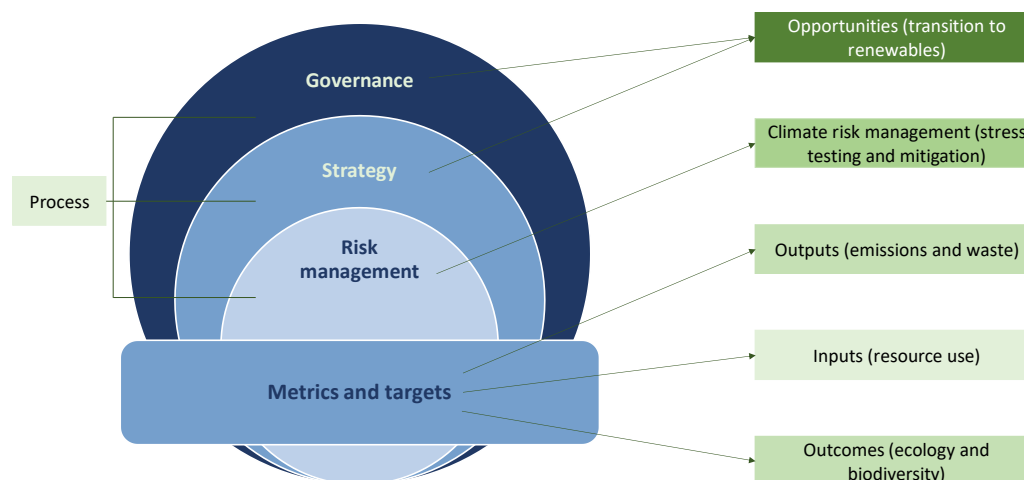 Opportunities (transition to
renewables)
Governance
Climate risk management (stress
testing and mitigation)
Strategy
Process
Risk
management
Outputs (emissions and waste)
Inputs (resource use)
Metrics and targets
Outcomes (ecology and
biodiversity)